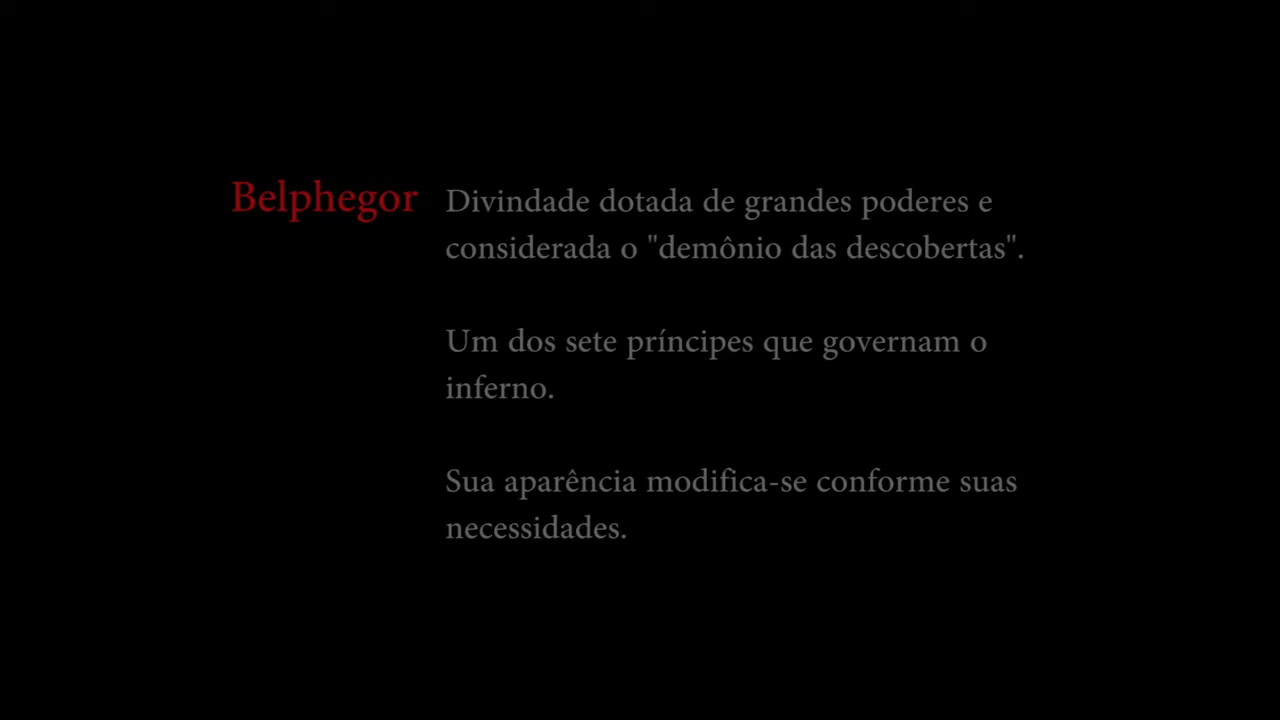 Belphegor Divindade dotada de grandes poderes e
considerada o "demônio das descobertas".
Um dos sete príncipes que governam o
inferno.
Sua aparência modifica-se conforme suas
necessidades.